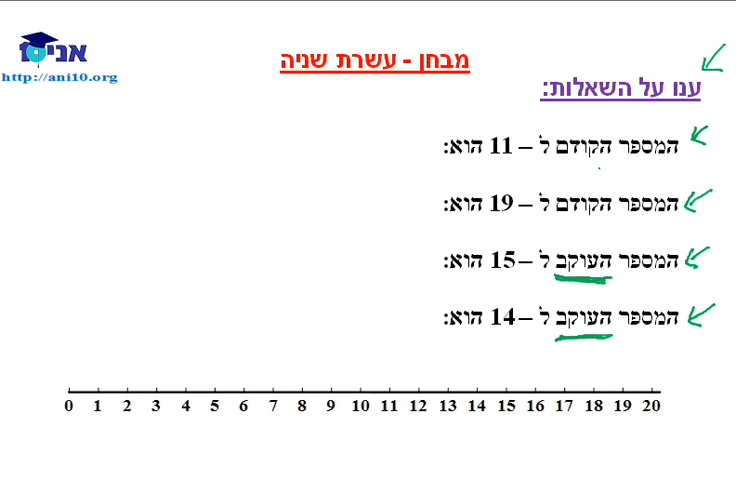 אני10
http://ani10.org
מבחן - עשרת שניה
ענו על השאלות:
המספר הקודם ל – 11 הוא:
המספר הקודם ל – 19 הוא:
המספר העוקב ל – 15 הוא:
המספר העוקב ל – 14 הוא:
0 1 2 3 4 5 6 7 8 9 10 11 12 13 14 15 16 17 18 19 20